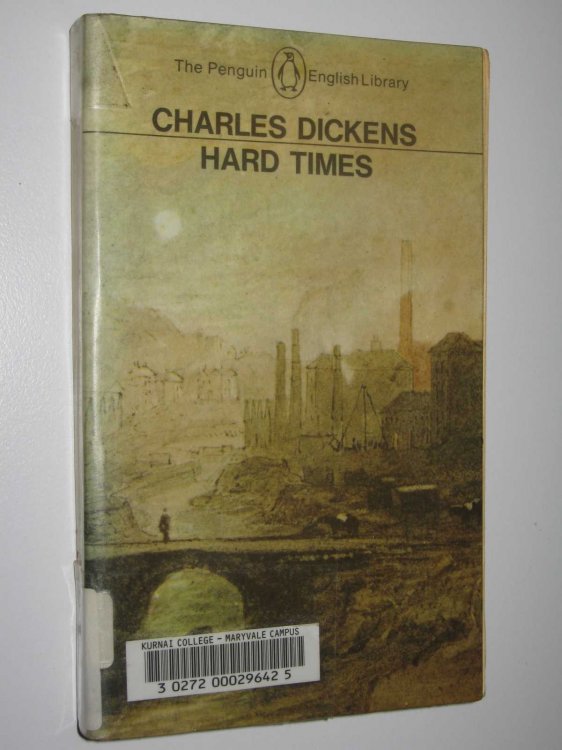 The Penguin English Library
CHARLES DICKENS
HARD TIMES
KURNAI COLLEGE – MARYVALE CAMPUS
3 0272 00029642 5